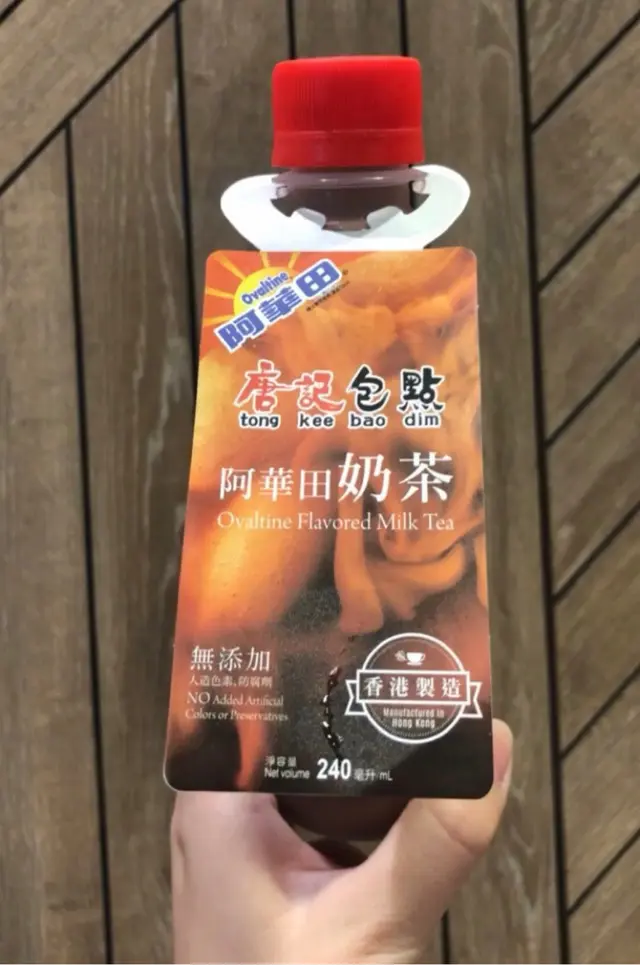 Ovaltine
阿華田
唐記包點
tong kee bao dim
阿華田奶茶
Ovaltine Flavored Milk Tea
無添加
人造色素，防腐劑
NO Added Artificial
Colors or Preservatives
香港製造
Manufactured in
Hong Kong
淨容量
Net volume 240 毫升 mL